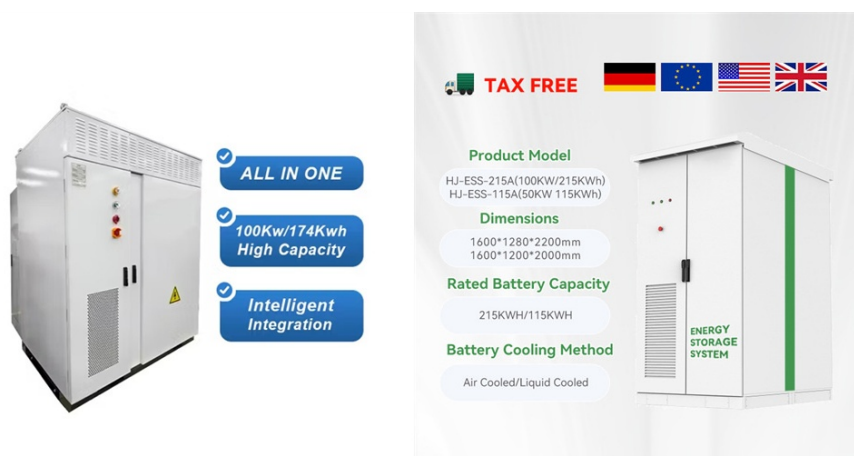 ALL IN ONE
100Kw/174Kwh
High Capacity
Intelligent
Integration
TAX FREE
Product Model
HJ-ESS-215A(100KW/215KWh)
HJ-ESS-115A(50KW 115KWh)
Dimensions
1600*1280*2200mm
1600*1200*2000mm
Rated Battery Capacity
215KWH/115KWH
Battery Cooling Method
Air Cooled/Liquid Cooled
ENERGY
STORAGE
SYSTEM